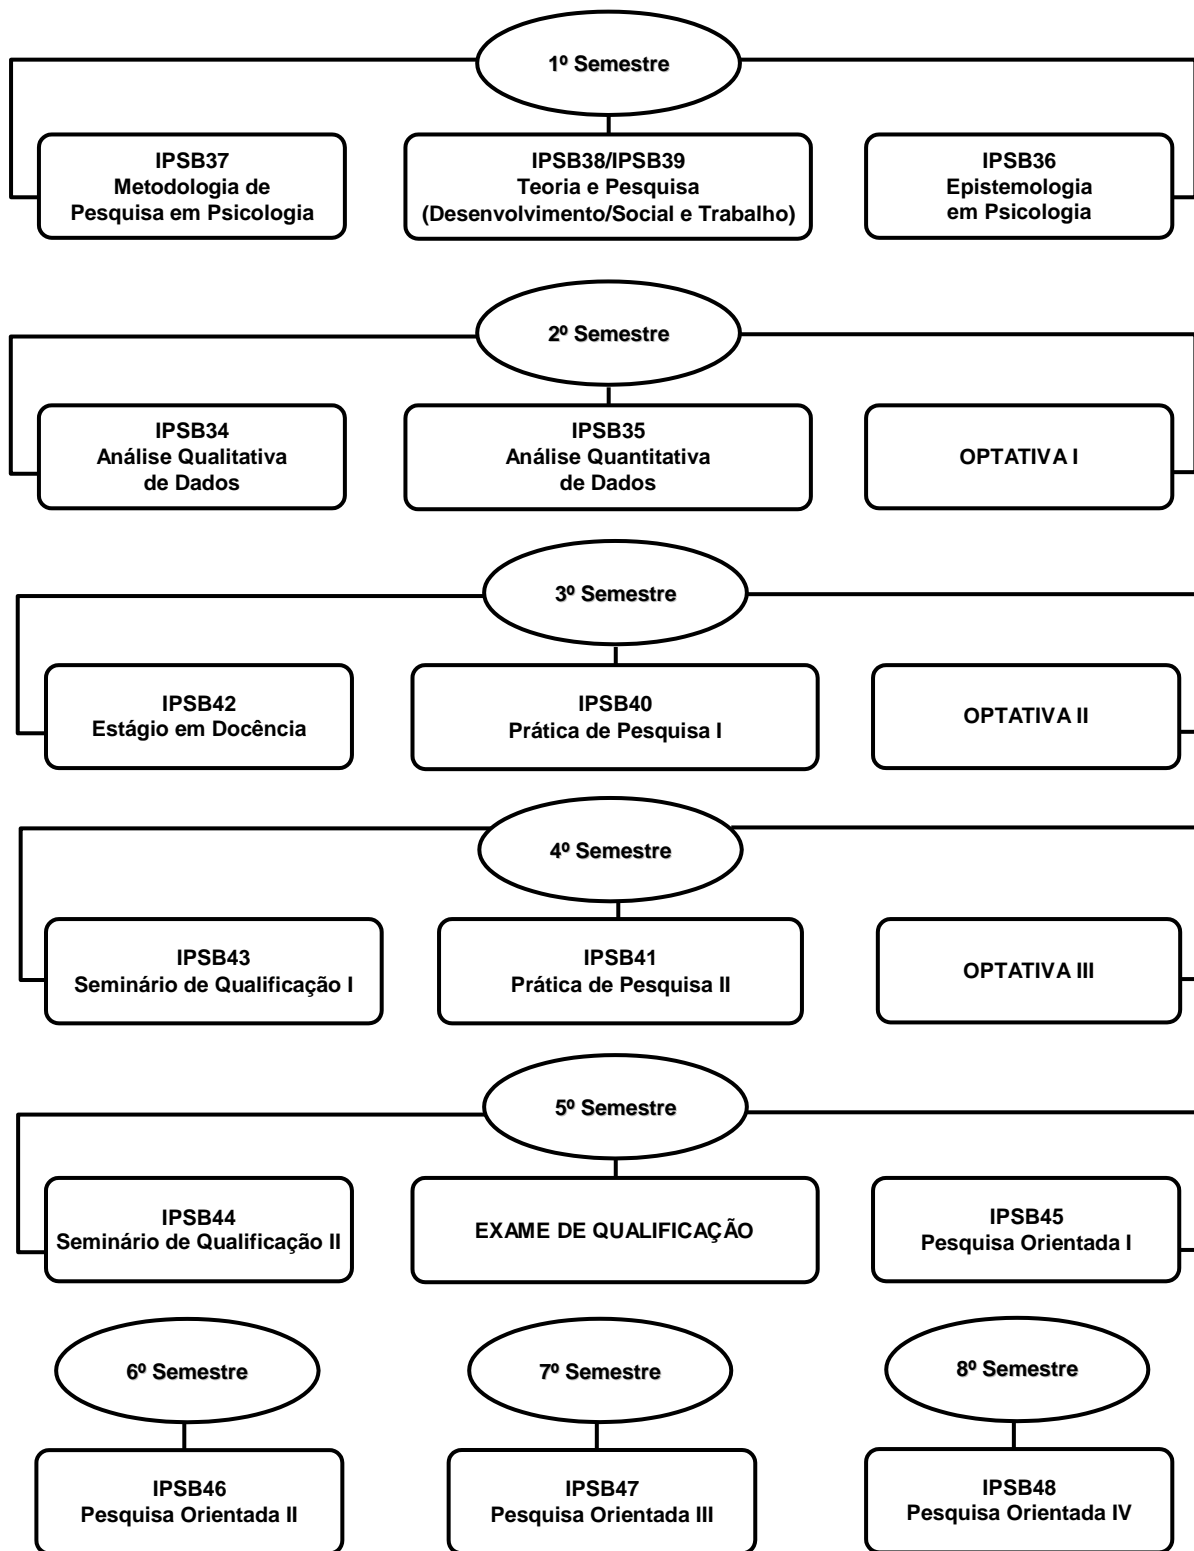 1º Semestre
IPSB37
Metodologia de
Pesquisa em Psicologia
IPSB38/IPSB39
Teoria e Pesquisa
(Desenvolvimento/Social e Trabalho)
IPSB36
Epistemologia
em Psicologia
2º Semestre
IPSB34
Análise Qualitativa
de Dados
IPSB35
Análise Quantitativa
de Dados
OPTATIVA I
3º Semestre
IPSB42
Estágio em Docência
IPSB40
Prática de Pesquisa I
OPTATIVA II
4º Semestre
IPSB43
Seminário de Qualificação I
IPSB41
Prática de Pesquisa II
OPTATIVA III
5º Semestre
IPSB44
Seminário de Qualificação II
EXAME DE QUALIFICAÇÃO
IPSB45
Pesquisa Orientada I
6º Semestre
IPSB46
Pesquisa Orientada II
7º Semestre
IPSB47
Pesquisa Orientada III
8º Semestre
IPSB48
Pesquisa Orientada IV